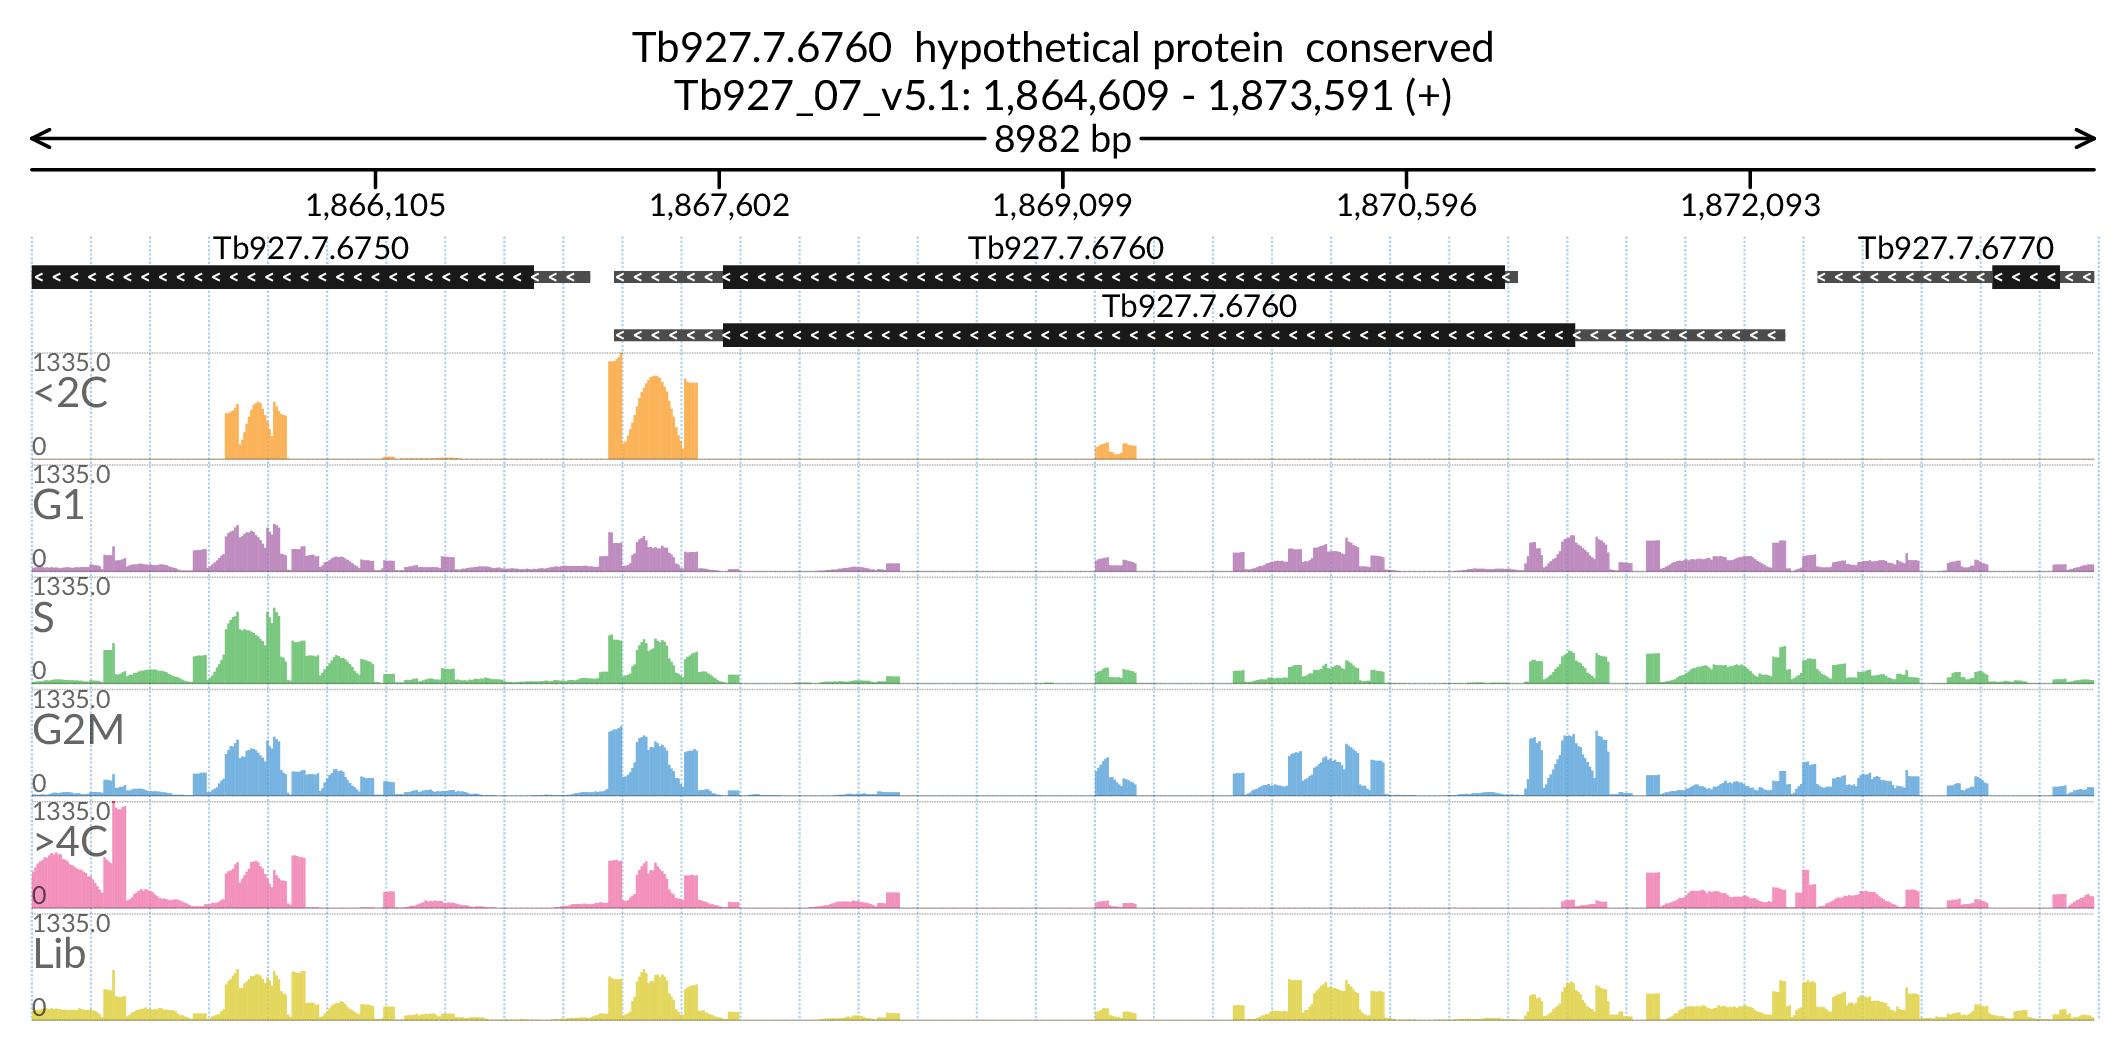 Tb927.7.6760 hypothetical protein conserved
Tb927_07_v5.1: 1,864,609 - 1,873,591 (+)
8982 bp
1,866,105 1,867,602 1,869,099 1,870,596 1,872,093
Tb927.7.6750 Tb927.7.6760 Tb927.7.6770
Tb927.7.6760
1335.0
<2C
0
1335.0
G1
0
1335.0
S
0
1335.0
G2M
0
1335.0
>4C
0
1335.0
Lib
0